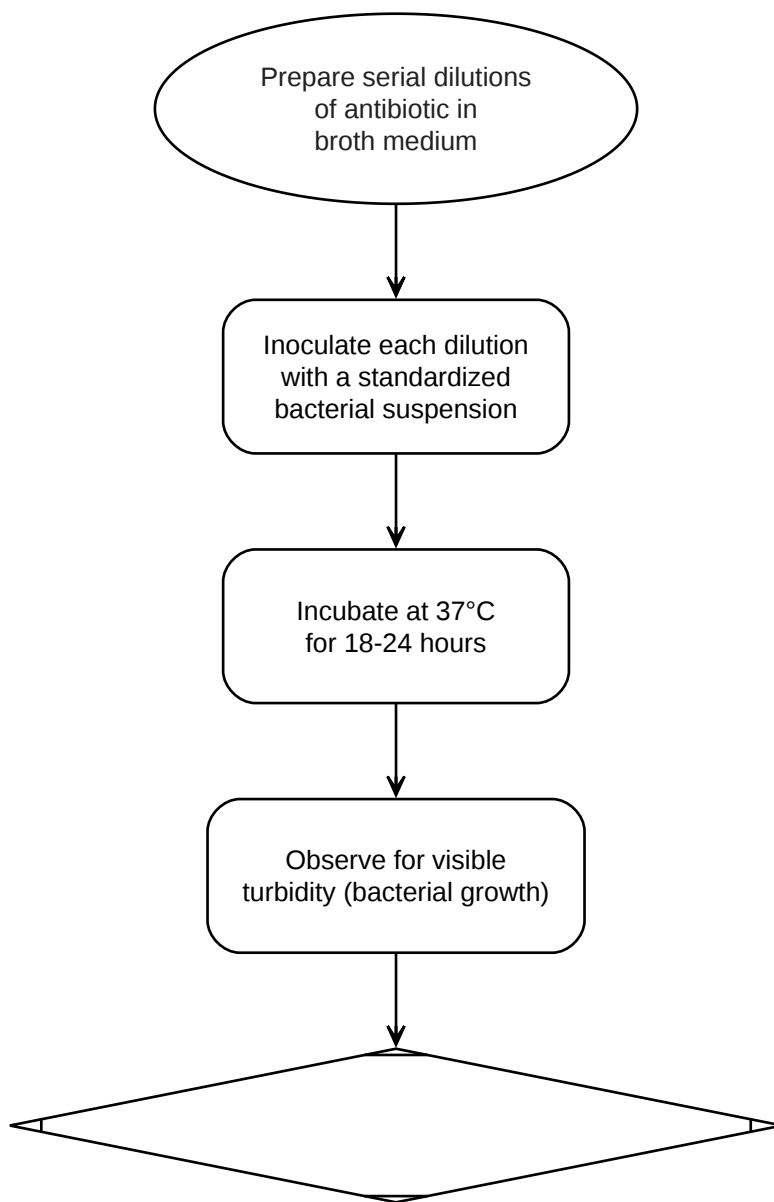 Prepare serial dilutions
of antibiotic in
broth medium
Inoculate each dilution
with a standardized
bacterial suspension
Incubate at 37°C
for 18-24 hours
Observe for visible
turbidity (bacterial growth)